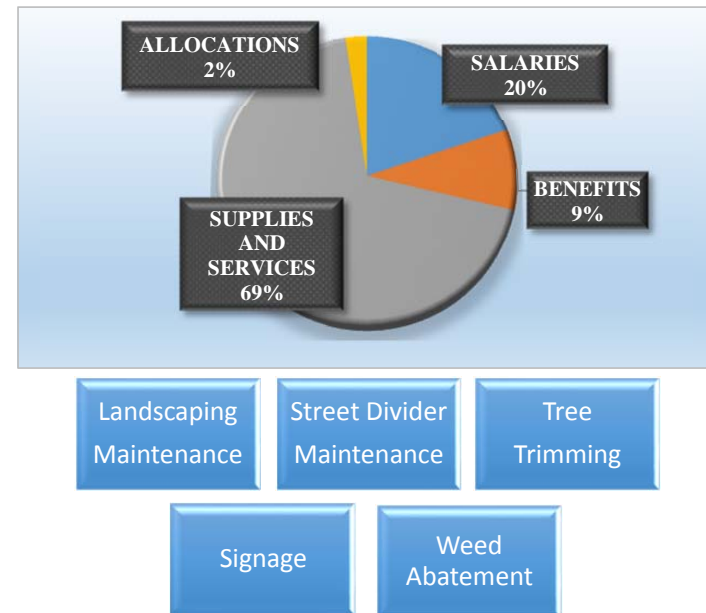 ALLOCATIONS
2%
SALARIES
20%
BENEFITS
9%
SUPPLIES
AND
SERVICES
69%
Landscaping
Maintenance
Street Divider
Maintenance
Tree
Trimming
Signage
Weed
Abatement